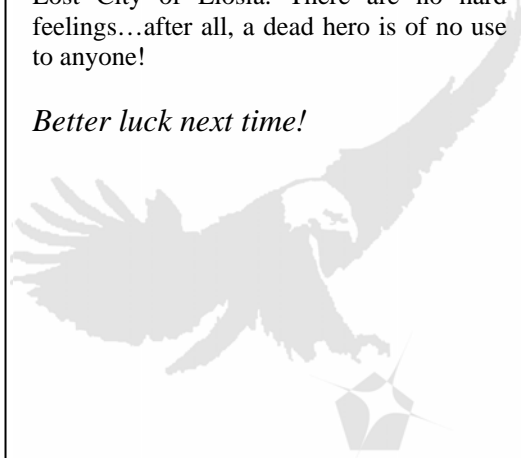 Lost City of There are no hard
feelings…after all, a dead hero is of no use
to anyone!
Better luck next time!